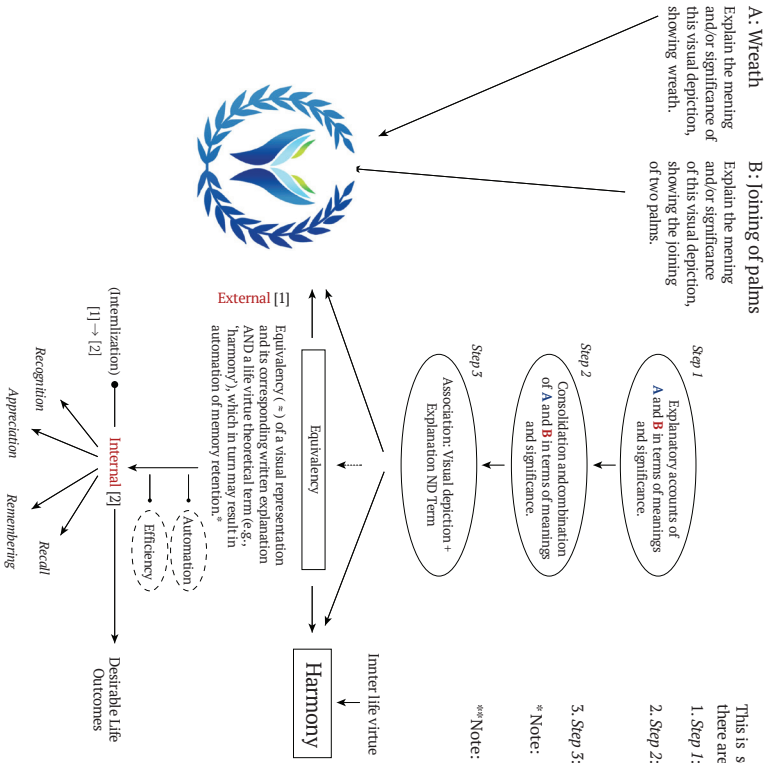 A: Wreath
Explain the mening
and/or significance of
this visual depiction,
showing wreath.
B: Joining of palms
Explain the mening
and/or significance
of this visual depiction,
showing the joining
of two palms.
Step 1
Explanatory accounts of
A and B in terms of meanings
and significance.
Step 2
Consolidation andcombination
of A and B in terms of meanings
and significance.
Step 3
Association: Visual depiction +
Explanation ND Term
Equivalency
External [1]
Equivalency ( ≈ ) of a visual representation
and its corresponding written explanation
AND a life virtue theoretical term (e.g.,
'harmony'), which in turn may result in
automation of memory retention.*
Innter life virtue
Harmony
Automation
Efficiency
(Internlization)
[1]→ [2]
Internal [2]
Desirable Life
Outcomes
Recognition
Appreciation
Remembering
Recall
This is s
there are
1. Step 1:
2. Step 2:
3. Step 3:
* Note:
**Note: